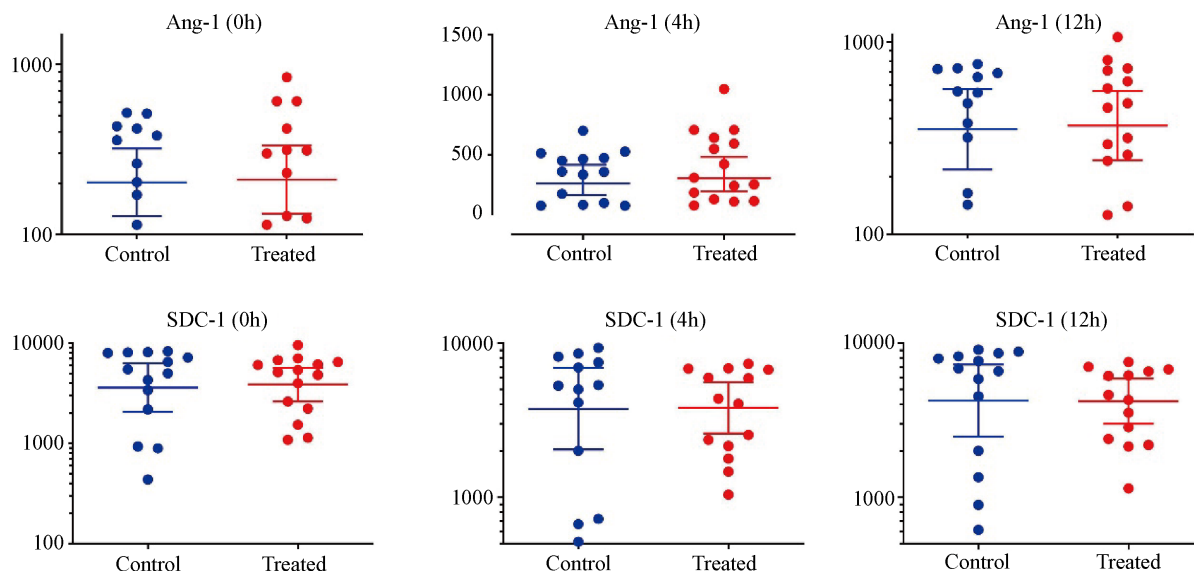 Ang-1 (0h)
1000
100
Control Treated
Ang-1 (4h)
1500
1000
500
0
Control Treated
Ang-1 (12h)
1000
100
Control Treated
SDC-1 (0h)
10000
1000
100
Control Treated
SDC-1 (4h)
10000
1000
Control Treated
SDC-1 (12h)
10000
1000
Control Treated